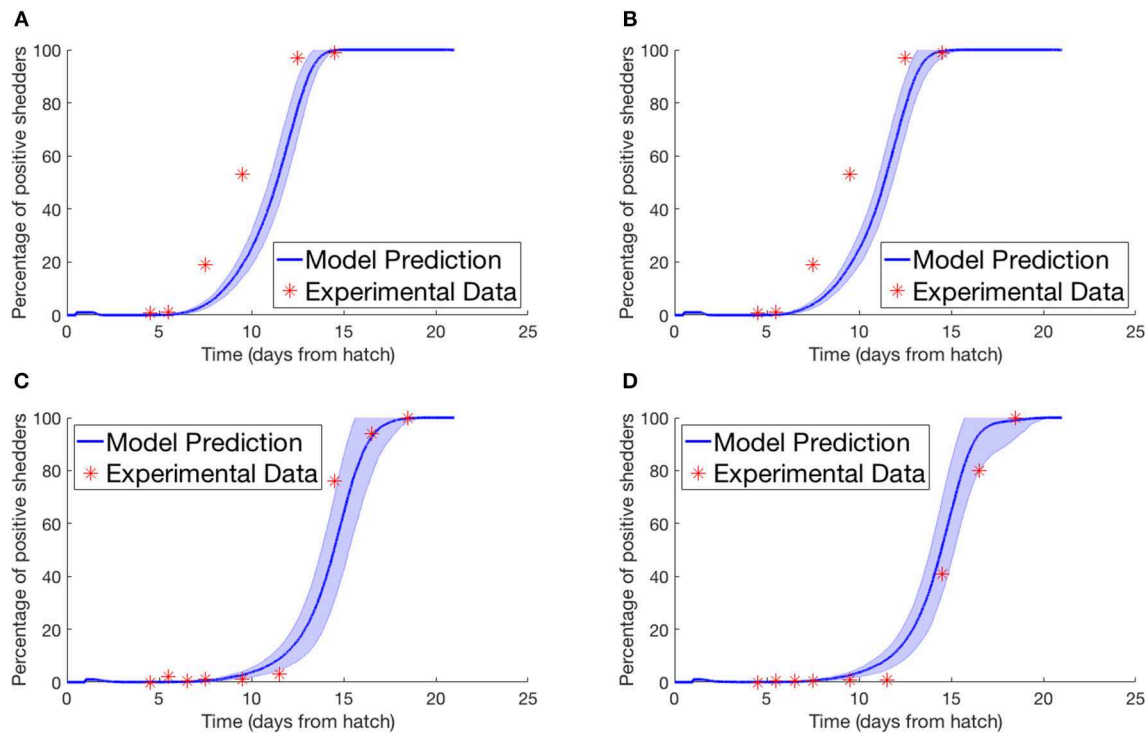 A
Percentage of positive shedders
100
80
60
40
20
0
Model Prediction
Experimental Data
0 5 10 15 20 25
Time (days from hatch)
B
Percentage of positive shedders
100
80
60
40
20
0
Model Prediction
Experimental Data
0 5 10 15 20 25
Time (days from hatch)
C
Percentage of positive shedders
100
80
60
40
20
0
Model Prediction
Experimental Data
0 5 10 15 20 25
Time (days from hatch)
D
Percentage of positive shedders
100
80
60
40
20
0
Model Prediction
Experimental Data
0 5 10 15 20 25
Time (days from hatch)